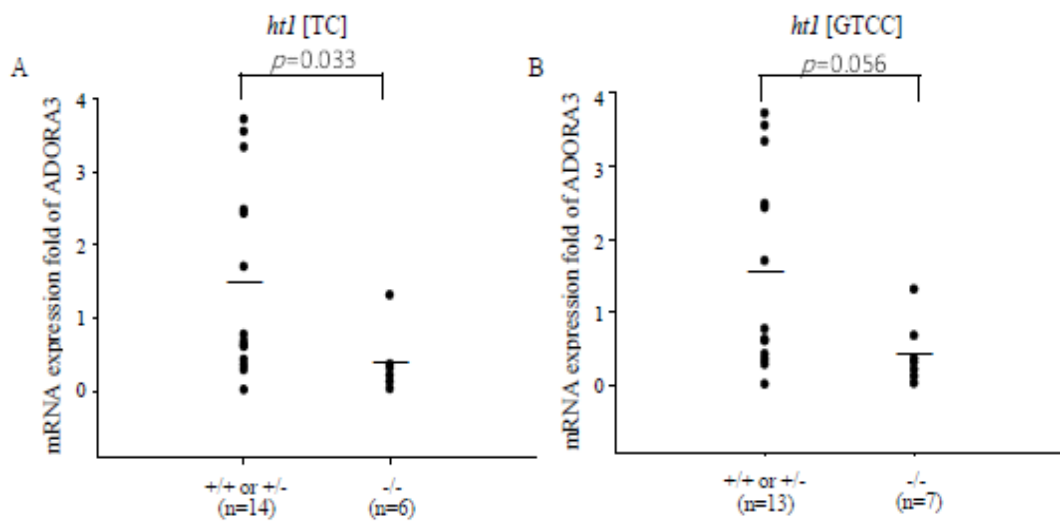 ht1 [TC]
A
p=0.033
mRNA expression fold of ADORA3
4
3
2
1
0
+/+ or +/-
(n=14)
-/-
(n=6)
ht1 [GTCC]
B
p=0.056
mRNA expression fold of ADORA3
4
3
2
1
0
+/+ or +/-
(n=13)
-/-
(n=7)